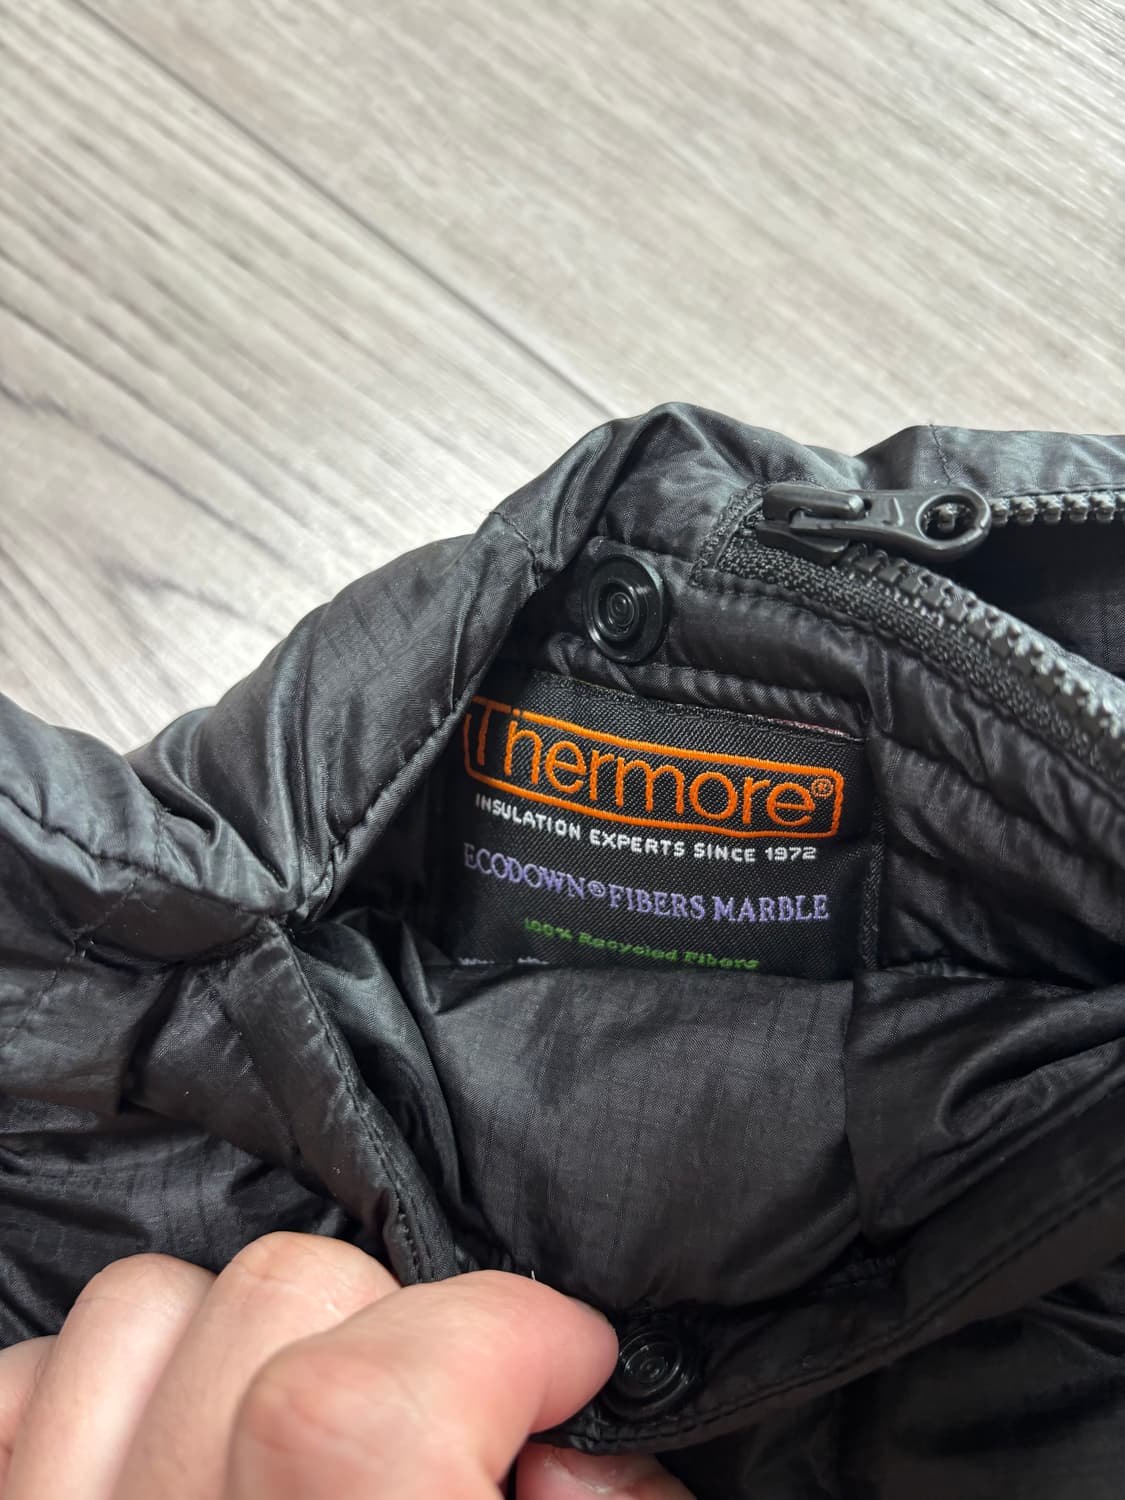 Thermore®
INSULATION EXPERTS SINCE 1972
ECODOWN® FIBERS MARBLE
100% Recycled Fibers